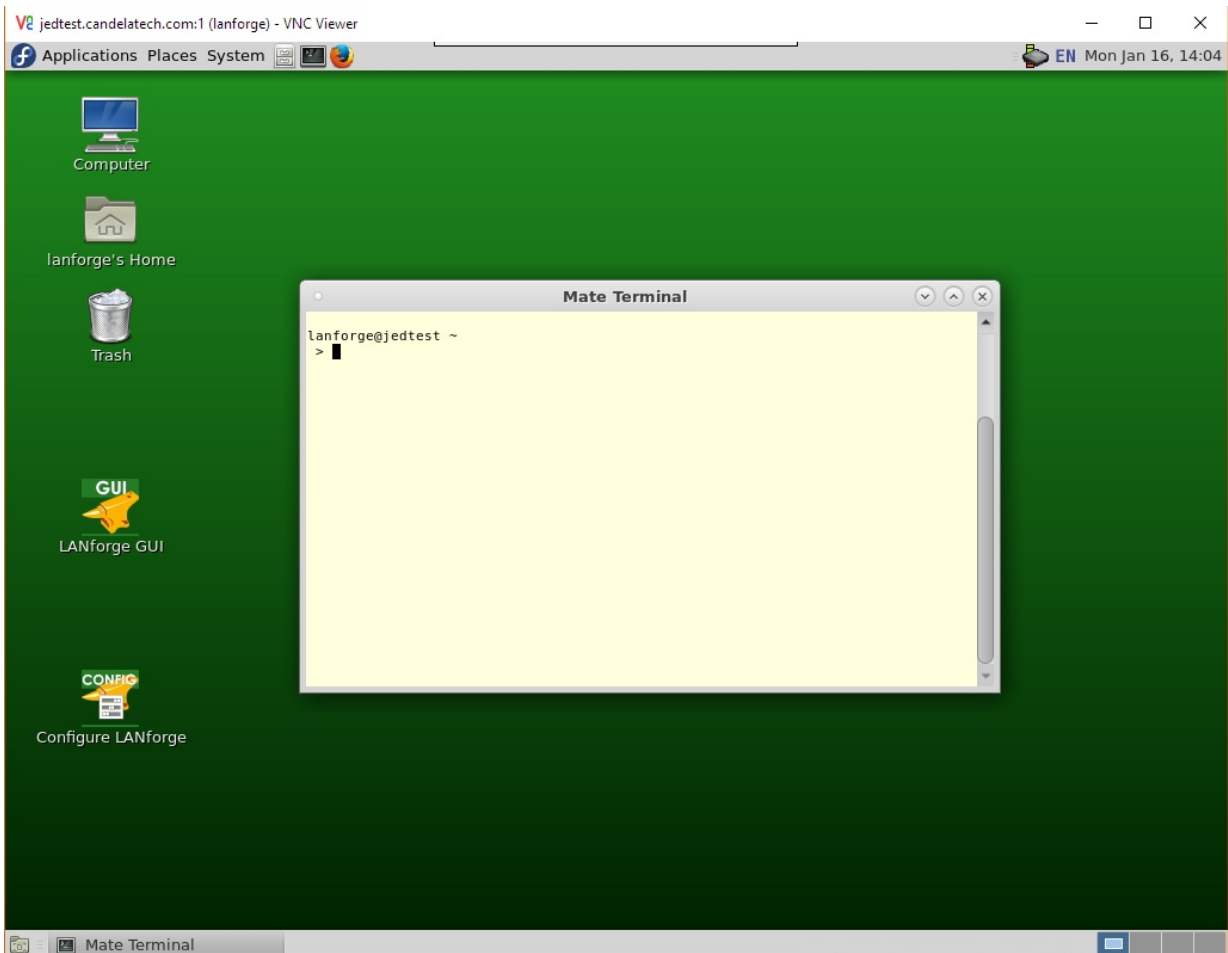 jedtest.candelatech.com:1 (lanforge) - VNC Viewer
Applications Places System EN Mon Jan 16, 14:04
Computer
lanforge's Home
Trash
GUI
LANforge GUI
CONFIG
Configure LANforge
Mate Terminal
lanforge@jedtest ~
> 
Mate Terminal